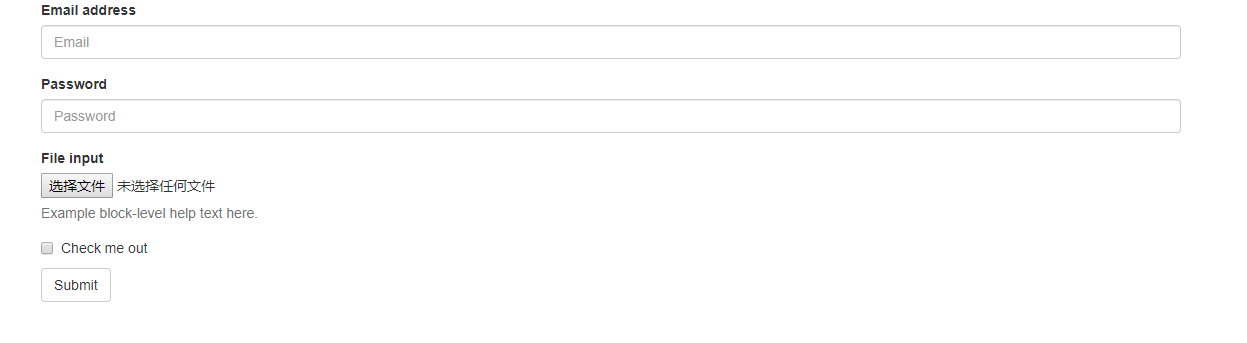 Email address
Email
Password
Password
File input
选择文件 未选择任何文件
Example block-level help text here.
Check me out
Submit